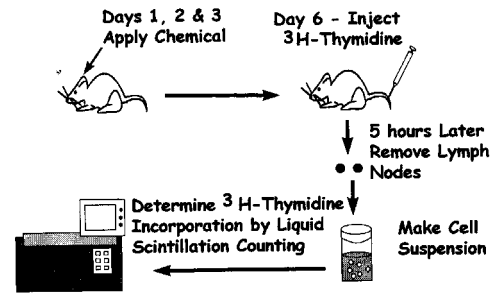 Days 1, 2 & 3
Apply Chemical
Day 6 - Inject
³H-Thymidine
5 hours Later
Remove Lymph
Nodes
Make Cell
Suspension
Determine ³ H-Thymidine
Incorporation by Liquid
Scintillation Counting